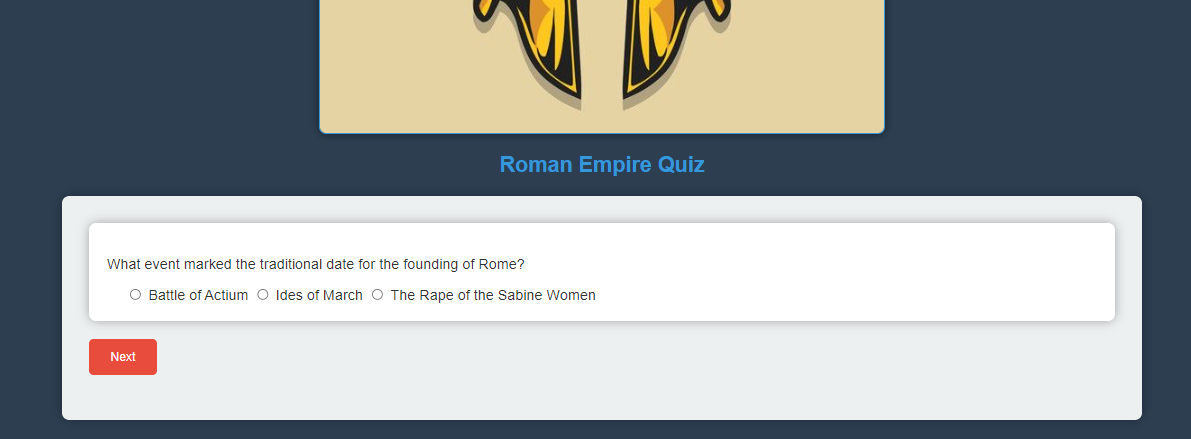 Roman Empire Quiz
What event marked the traditional date for the founding of Rome?
Battle of Actium Ides of March The Rape of the Sabine Women
Next